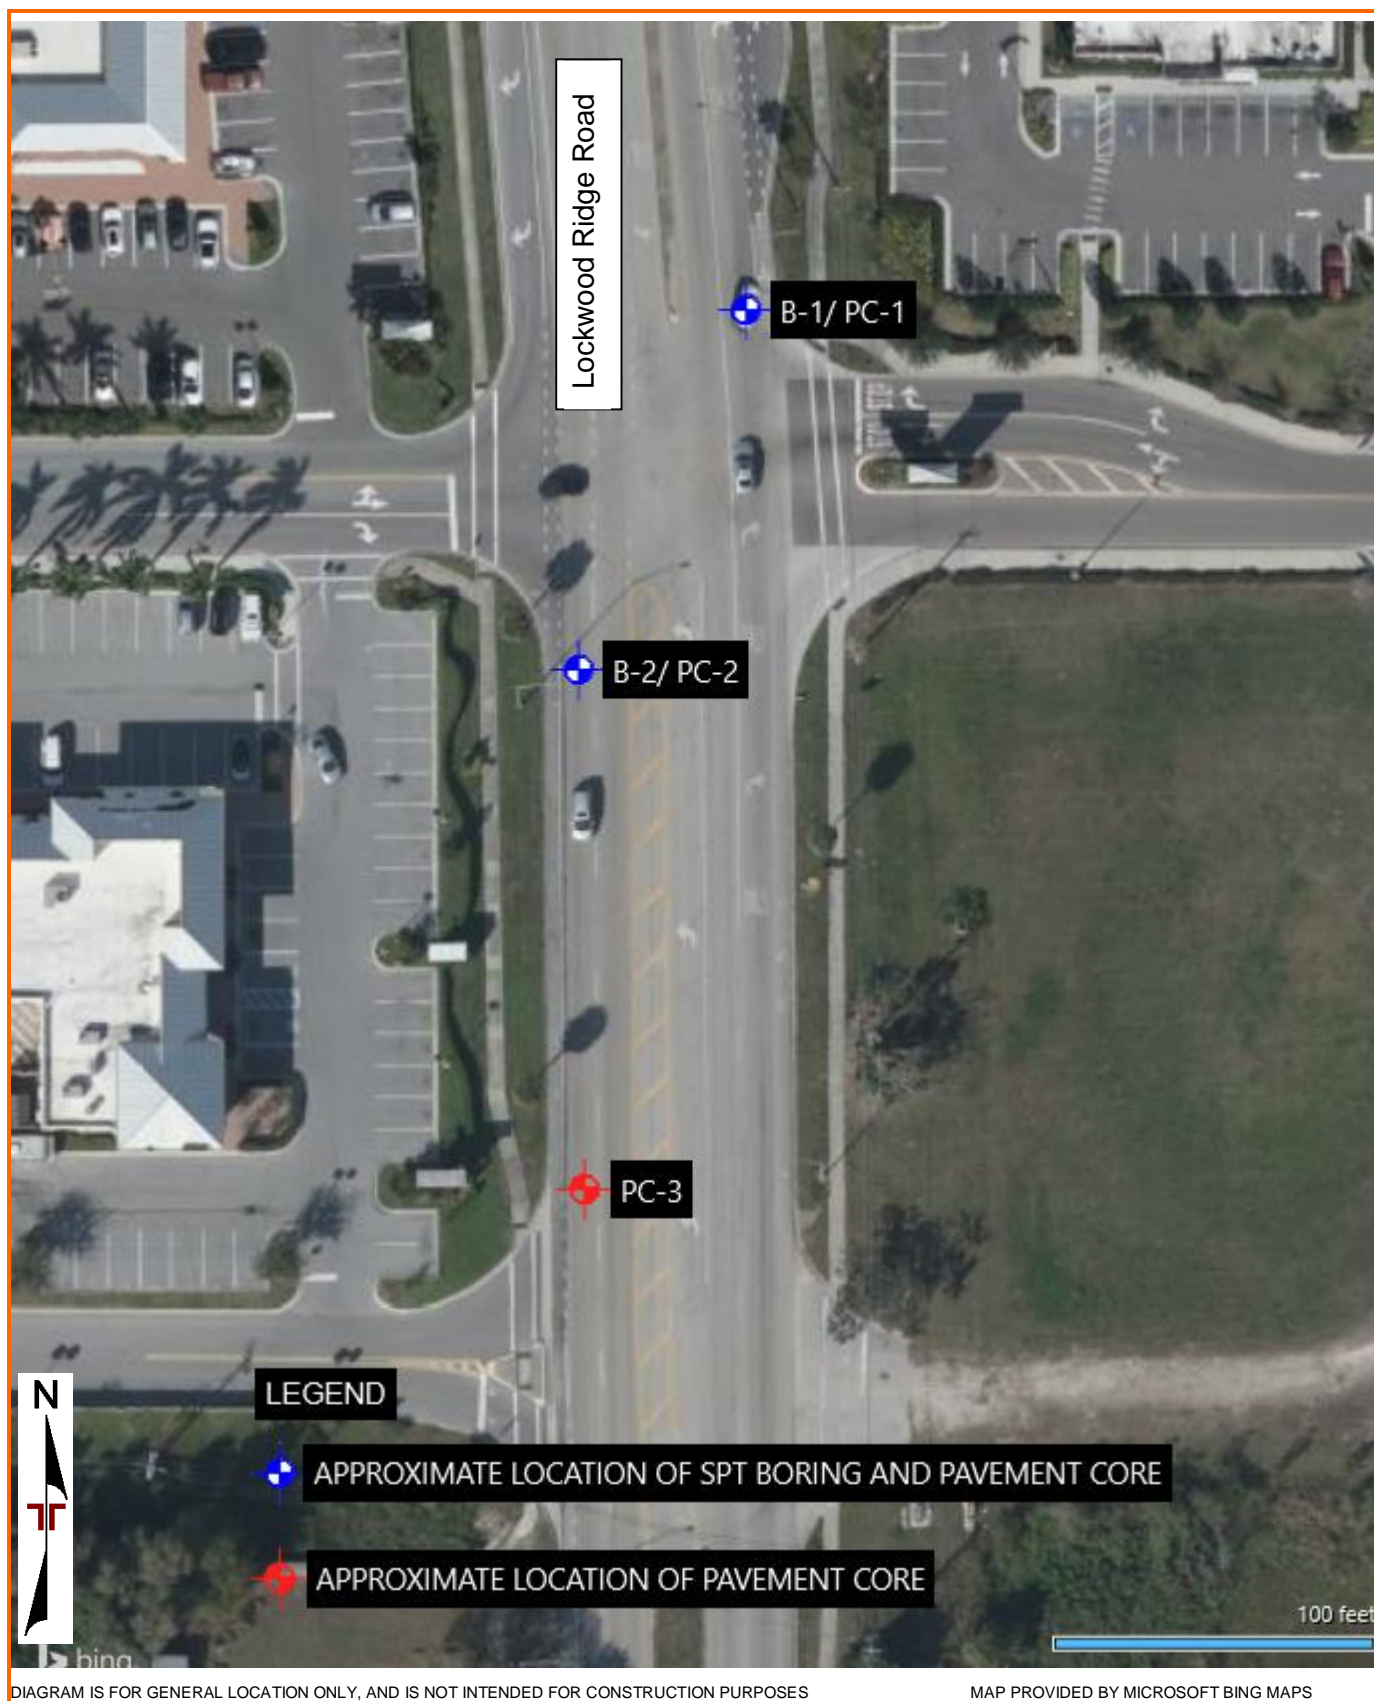 Lockwood Ridge Road
B-1/ PC-1
B-2/ PC-2
PC-3
LEGEND
N
APPROXIMATE LOCATION OF SPT BORING AND PAVEMENT CORE
APPROXIMATE LOCATION OF PAVEMENT CORE
100 feet
bing
DIAGRAM IS FOR GENERAL LOCATION ONLY, AND IS NOT INTENDED FOR CONSTRUCTION PURPOSES
MAP PROVIDED BY MICROSOFT BING MAPS